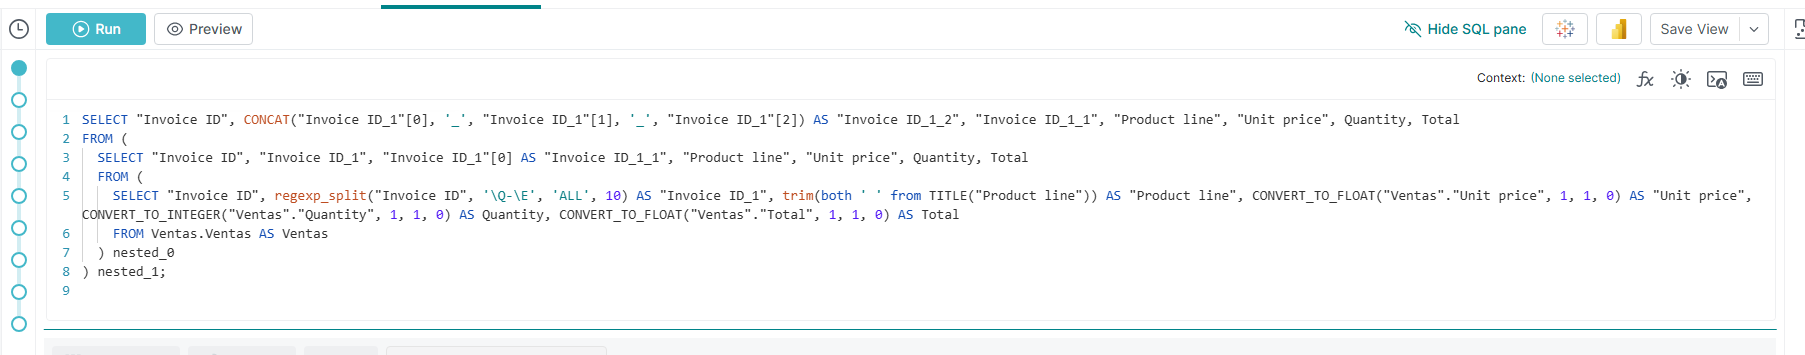 Run
Preview
Hide SQL pane
Save View
Context: (None selected)
fx
1 SELECT "Invoice ID", CONCAT("Invoice ID_1"[0], '_', "Invoice ID_1"[1], '_', "Invoice ID_1"[2]) AS "Invoice ID_1_2", "Invoice ID_1_1", "Product line", "Unit price", Quantity, Total
2 FROM (
3 SELECT "Invoice ID", "Invoice ID_1", "Invoice ID_1"[0] AS "Invoice ID_1_1", "Product line", "Unit price", Quantity, Total
4 FROM (
5 SELECT "Invoice ID", regexp_split("Invoice ID", '\Q-\E', 'ALL', 10) AS "Invoice ID_1", trim(both ' ' from TITLE("Product line")) AS "Product line", CONVERT_TO_FLOAT("Ventas"."Unit price", 1, 1, 0) AS "Unit price",
CONVERT_TO_INTEGER("Ventas"."Quantity", 1, 1, 0) AS Quantity, CONVERT_TO_FLOAT("Ventas"."Total", 1, 1, 0) AS Total
6 FROM Ventas.Ventas AS Ventas
7 ) nested_0
8 ) nested_1;
9